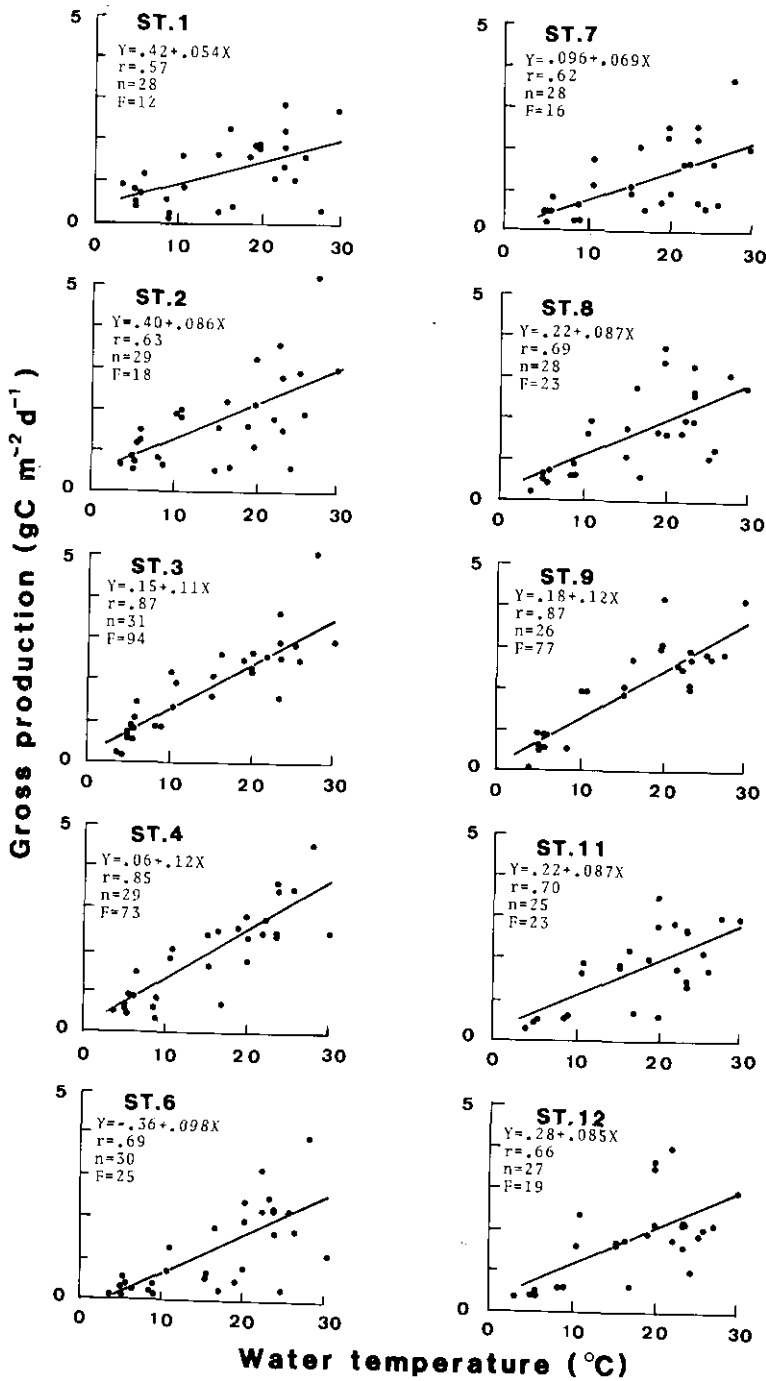 Gross production (gC m⁻² d⁻¹)
ST.1
Y=.42+.054X
r=.57
n=28
F=12
5
0
0 10 20 30
ST.2
Y=.40+.086X
r=.63
n=29
F=18
5
0
0 10 20 30
ST.3
Y=.15+.11X
r=.87
n=31
F=94
5
0
0 10 20 30
ST.4
Y=.06+.12X
r=.85
n=29
F=73
5
0
0 10 20 30
ST.6
Y=-.36+.098X
r=.69
n=30
F=25
5
0
0 10 20 30
ST.7
Y=.096+.069X
r=.62
n=28
F=16
5
0
0 10 20 30
ST.8
Y=.22+.087X
r=.69
n=28
F=23
5
0
0 10 20 30
ST.9
Y=.18+.12X
r=.87
n=26
F=77
5
0
0 10 20 30
ST.11
Y=.22+.087X
r=.70
n=25
F=23
5
0
0 10 20 30
ST.12
Y=.28+.085X
r=.66
n=27
F=19
5
0
0 10 20 30
Water temperature (°C)